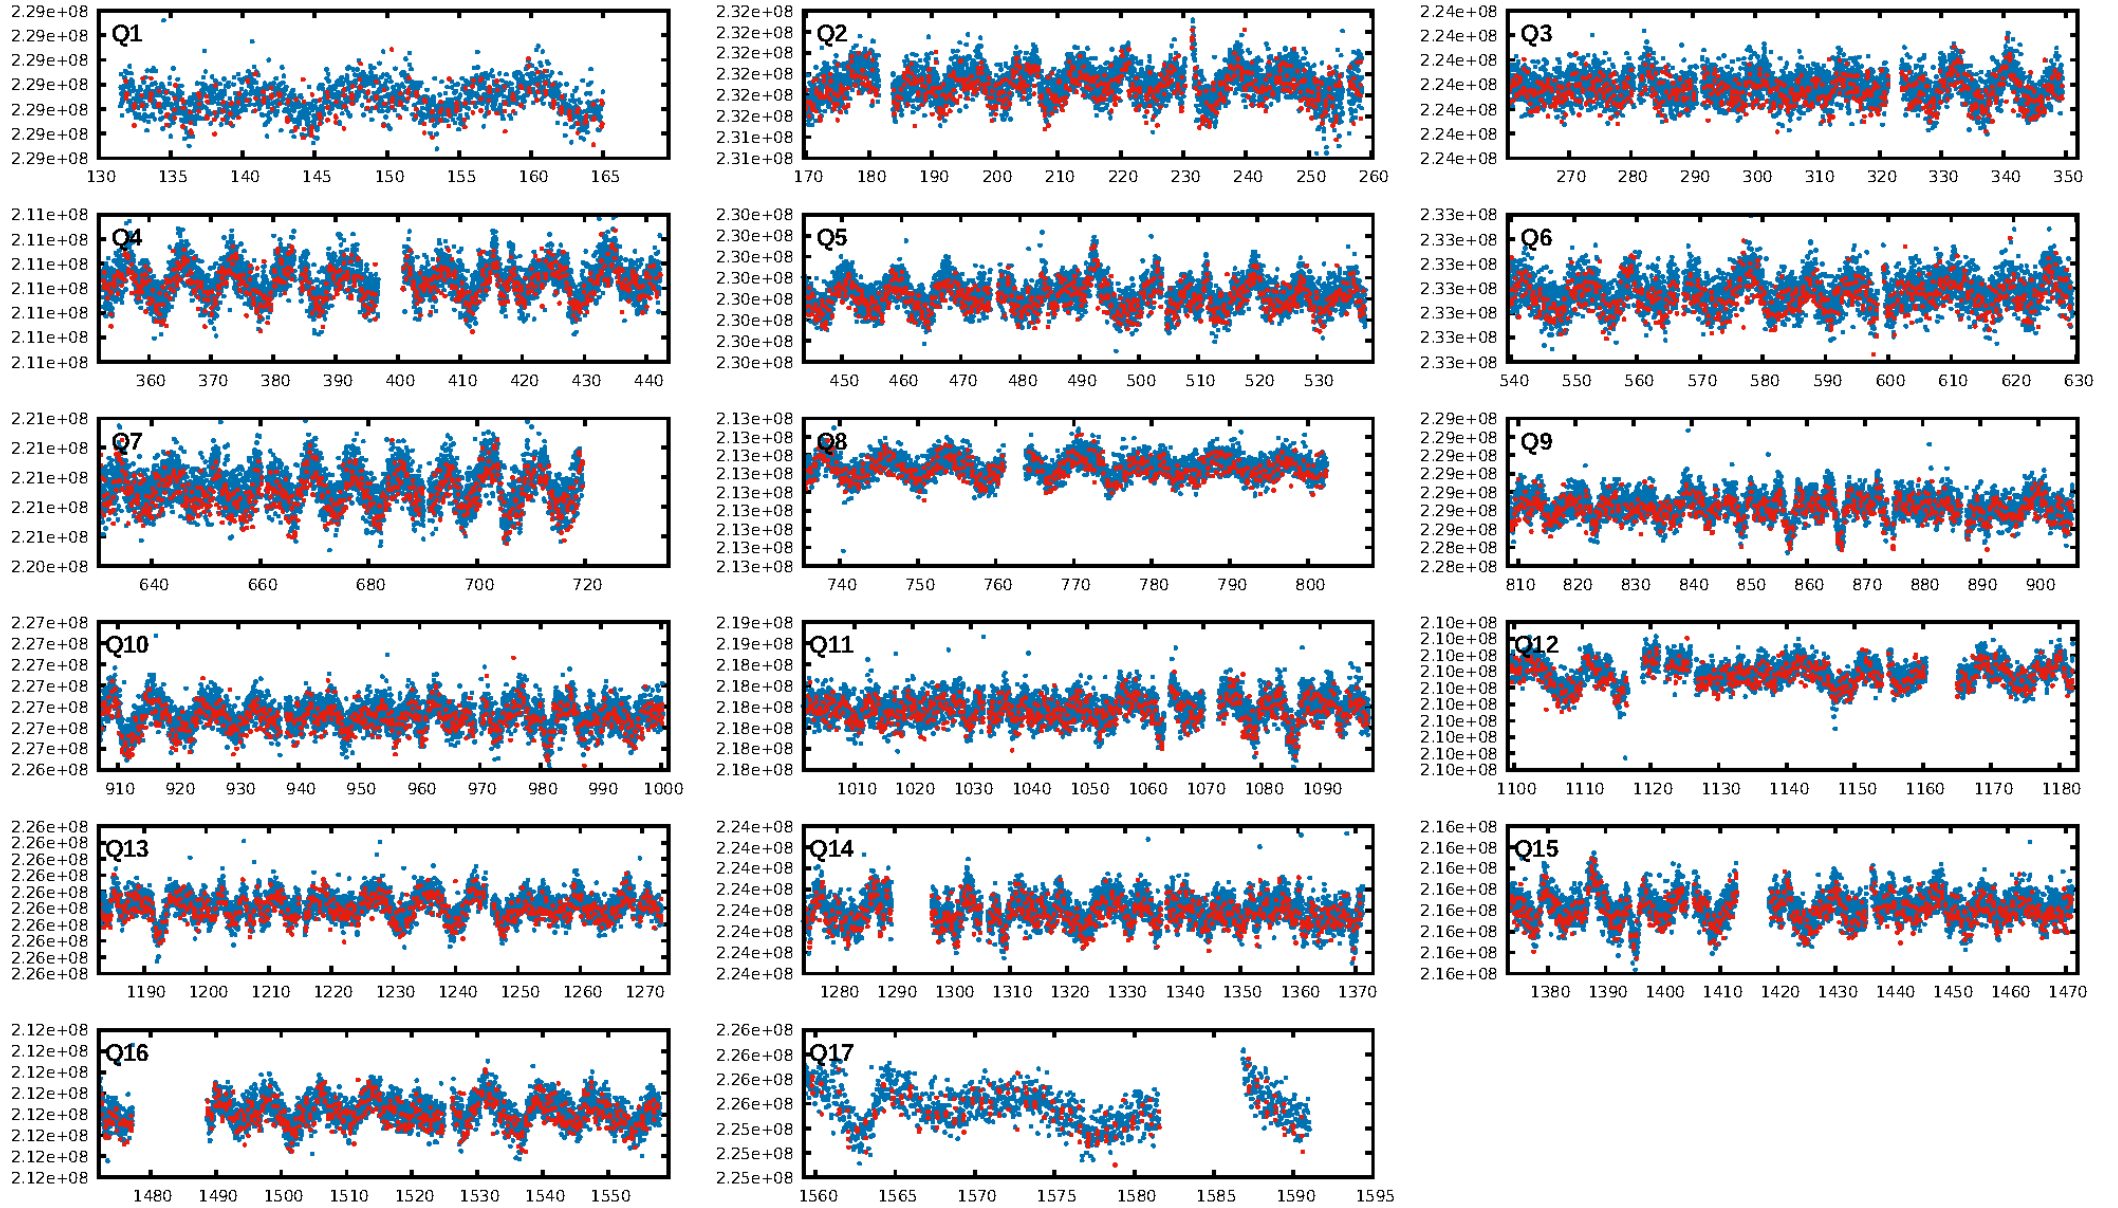 2.29e+08 2.29e+08 2.29e+08 2.29e+08 2.29e+08 2.29e+08 2.29e+08
Q1
130 135 140 145 150 155 160 165
2.32e+08 2.32e+08 2.32e+08 2.32e+08 2.32e+08 2.32e+08 2.31e+08 2.31e+08
Q2
170 180 190 200 210 220 230 240 250 260
2.24e+08 2.24e+08 2.24e+08 2.24e+08 2.24e+08 2.24e+08 2.24e+08
Q3
270 280 290 300 310 320 330 340 350
2.11e+08 2.11e+08 2.11e+08 2.11e+08 2.11e+08 2.11e+08 2.11e+08
Q4
360 370 380 390 400 410 420 430 440
2.30e+08 2.30e+08 2.30e+08 2.30e+08 2.30e+08 2.30e+08 2.30e+08 2.30e+08
Q5
450 460 470 480 490 500 510 520 530
2.33e+08 2.33e+08 2.33e+08 2.33e+08 2.33e+08 2.33e+08 2.33e+08
Q6
540 550 560 570 580 590 600 610 620 630
2.21e+08 2.21e+08 2.21e+08 2.21e+08 2.21e+08 2.20e+08
Q7
640 660 680 700 720
2.13e+08 2.13e+08 2.13e+08 2.13e+08 2.13e+08 2.13e+08 2.13e+08 2.13e+08 2.13e+08
Q8
740 750 760 770 780 790 800
2.29e+08 2.29e+08 2.29e+08 2.29e+08 2.29e+08 2.29e+08 2.29e+08 2.28e+08 2.28e+08
Q9
810 820 830 840 850 860 870 880 890 900
2.27e+08 2.27e+08 2.27e+08 2.27e+08 2.27e+08 2.27e+08 2.27e+08 2.26e+08
Q10
910 920 930 940 950 960 970 980 990 1000
2.19e+08 2.19e+08 2.18e+08 2.18e+08 2.18e+08 2.18e+08 2.18e+08 2.18e+08
Q11
1010 1020 1030 1040 1050 1060 1070 1080 1090
2.10e+08 2.10e+08 2.10e+08 2.10e+08 2.10e+08 2.10e+08 2.10e+08 2.10e+08 2.10e+08 2.10e+08
Q12
1100 1110 1120 1130 1140 1150 1160 1170 1180
2.26e+08 2.26e+08 2.26e+08 2.26e+08 2.26e+08 2.26e+08 2.26e+08 2.26e+08 2.26e+08 2.26e+08
Q13
1190 1200 1210 1220 1230 1240 1250 1260 1270
2.24e+08 2.24e+08 2.24e+08 2.24e+08 2.24e+08 2.24e+08 2.24e+08 2.24e+08
Q14
1280 1290 1300 1310 1320 1330 1340 1350 1360 1370
2.16e+08 2.16e+08 2.16e+08 2.16e+08 2.16e+08 2.16e+08 2.16e+08 2.16e+08
Q15
1380 1390 1400 1410 1420 1430 1440 1450 1460 1470
2.12e+08 2.12e+08 2.12e+08 2.12e+08 2.12e+08 2.12e+08 2.12e+08 2.12e+08
Q16
1480 1490 1500 1510 1520 1530 1540 1550
2.26e+08 2.26e+08 2.26e+08 2.26e+08 2.25e+08 2.25e+08 2.25e+08
Q17
1560 1565 1570 1575 1580 1585 1590 1595